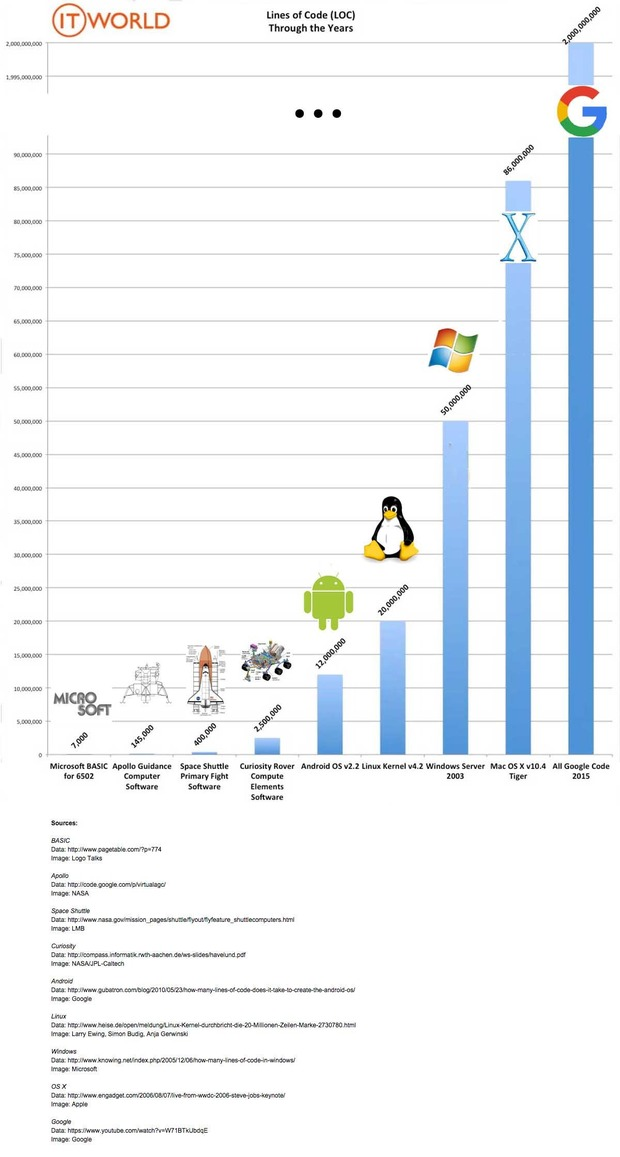 ITWORLD
Lines of Code (LOC)
Through the Years
2,000,000,000
2,000,000,000
1,995,000,000
90,000,000
86,000,000
85,000,000
80,000,000
X
75,000,000
70,000,000
65,000,000
60,000,000
55,000,000
50,000,000
50,000,000
45,000,000
40,000,000
35,000,000
30,000,000
25,000,000
20,000,000
20,000,000
15,000,000
12,000,000
10,000,000
MICRO
SOFT
5,000,000
7,000
145,000
400,000
2,500,000
0
Microsoft BASIC
for 6502
Apollo Guidance
Computer
Software
Space Shuttle
Primary Fight
Software
Curiosity Rover
Compute
Elements
Software
Android OS v2.2
Linux Kernel v4.2
Windows Server
2003
Mac OS X v10.4
Tiger
All Google Code
2015
Sources:
BASIC
Data: http://www.pagetable.com/?p=774
Image: Logo Talks
Apollo
Data: http://code.google.com/p/virtualagc/
Image: NASA
Space Shuttle
Data: http://www.nasa.gov/mission_pages/shuttle/flyout/flyfeature_shuttlecomputers.html
Image: LMB
Curiosity
Data: http://compass.informatik.rwth-aachen.de/ws-slides/havelund.pdf
Image: NASA/JPL-Caltech
Android
Data: http://www.gubatron.com/blog/2010/05/23/how-many-lines-of-code-does-it-take-to-create-the-android-os/
Image: Google
Linux
Data: http://www.heise.de/open/meldung/Linux-Kernel-durchbricht-die-20-Millionen-Zeilen-Marke-2730780.html
Image: Larry Ewing, Simon Budig, Anja Gerwinski
Windows
Data: http://www.knowing.net/index.php/2005/12/06/how-many-lines-of-code-in-windows/
Image: Microsoft
OS X
Data: http://www.engadget.com/2006/08/07/live-from-wwdc-2006-steve-jobs-keynote/
Image: Apple
Google
Data: https://www.youtube.com/watch?v=W71BTkUbdqE
Image: Google